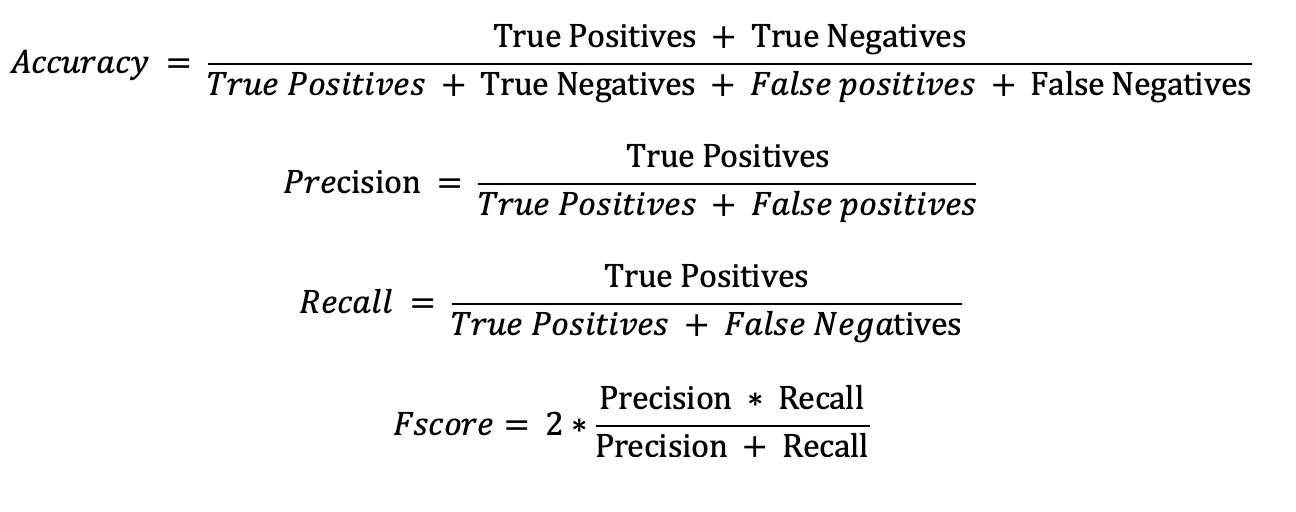 True Positives + True Negatives
Accuracy =
True Positives + True Negatives + False positives + False Negatives
True Positives
Precision =
True Positives + False positives
True Positives
Recall =
True Positives + False Negatives
Precision * Recall
Fscore = 2 *
Precision + Recall